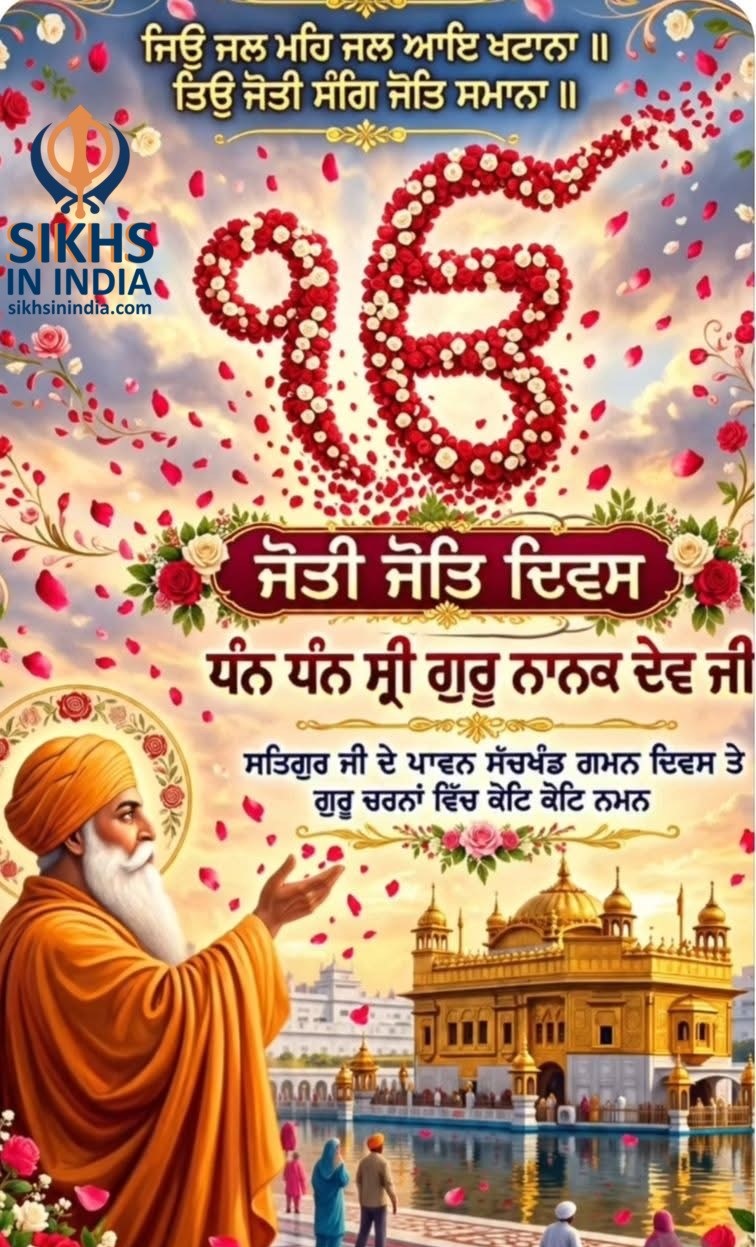 ਜਿਉ ਜਲ ਮਹਿ ਜਲ ਆਇ ਖਟਾਨਾ ॥
ਤਿਉ ਜੋਤੀ ਸੰਗਿ ਜੋਤਿ ਸਮਾਨਾ ॥
SIKHS
IN INDIA
sikhsinindia.com
ੴ
ਜੋਤੀ ਜੋਤਿ ਦਿਵਸ
ਧੰਨ ਧੰਨ ਸ੍ਰੀ ਗੁਰੂ ਨਾਨਕ ਦੇਵ ਜੀ
ਸਤਿਗੁਰ ਜੀ ਦੇ ਪਾਵਨ ਸੱਚਖੰਡ ਗਮਨ ਦਿਵਸ ਤੇ
ਗੁਰੂ ਚਰਨਾਂ ਵਿੱਚ ਕੋਟਿ ਕੋਟਿ ਨਮਨ